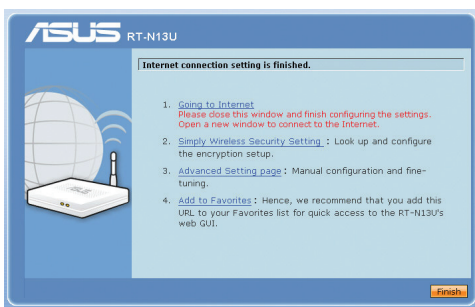 ASUS RT-N13U
Internet connection setting is finished.
1. Going to Internet
Please close this window and finish configuring the settings.
Open a new window to connect to the Internet.
2. Simply Wireless Security Setting : Look up and configure
the encryption setup.
3. Advanced Setting page : Manual configuration and fine-
tuning.
4. Add to Favorites : Hence, we recommend that you add this
URL to your Favorites list for quick access to the RT-N13U's
web GUI.
Finish